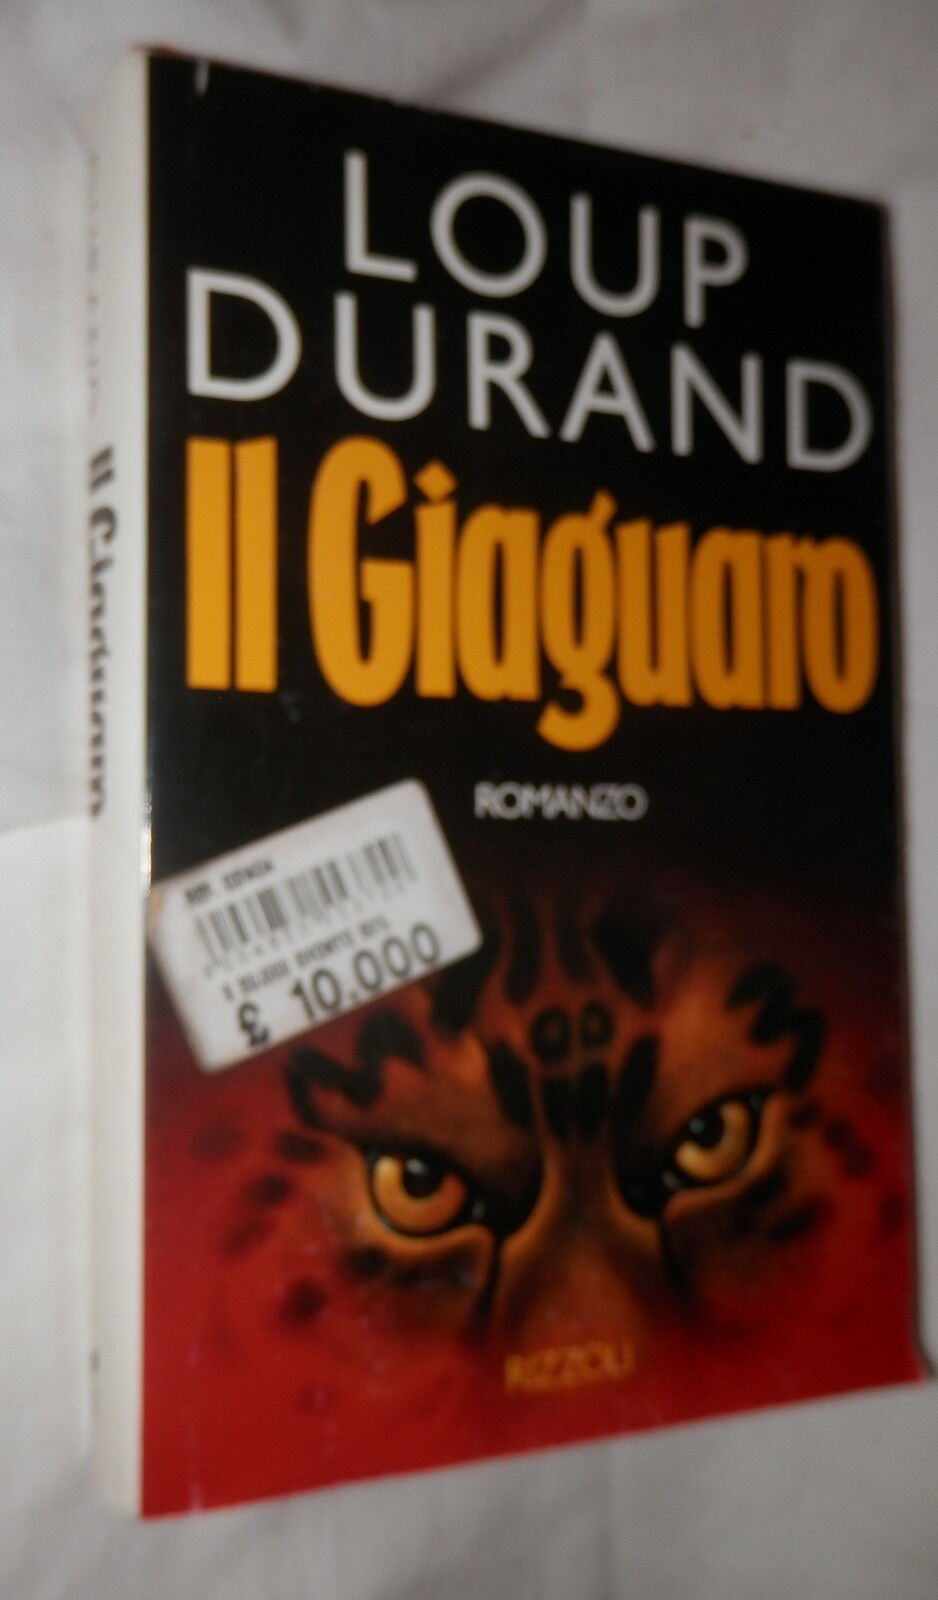 LOUP
DURAND
Il Giaguaro
ROMANZO
£ 10.000
RIZZOLI
Il Giaguaro